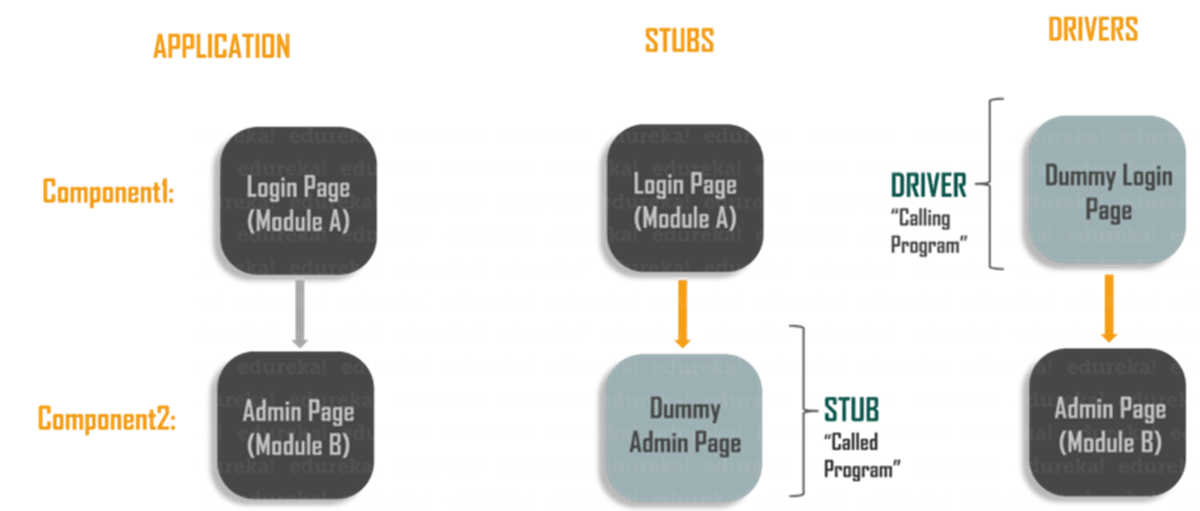 APPLICATION
STUBS
DRIVERS
Component1:
Login Page
(Module A)
Login Page
(Module A)
DRIVER
"Calling
Program"
Dummy Login
Page
Component2:
Admin Page
(Module B)
Dummy
Admin Page
STUB
"Called
Program"
Admin Page
(Module B)
edureka!